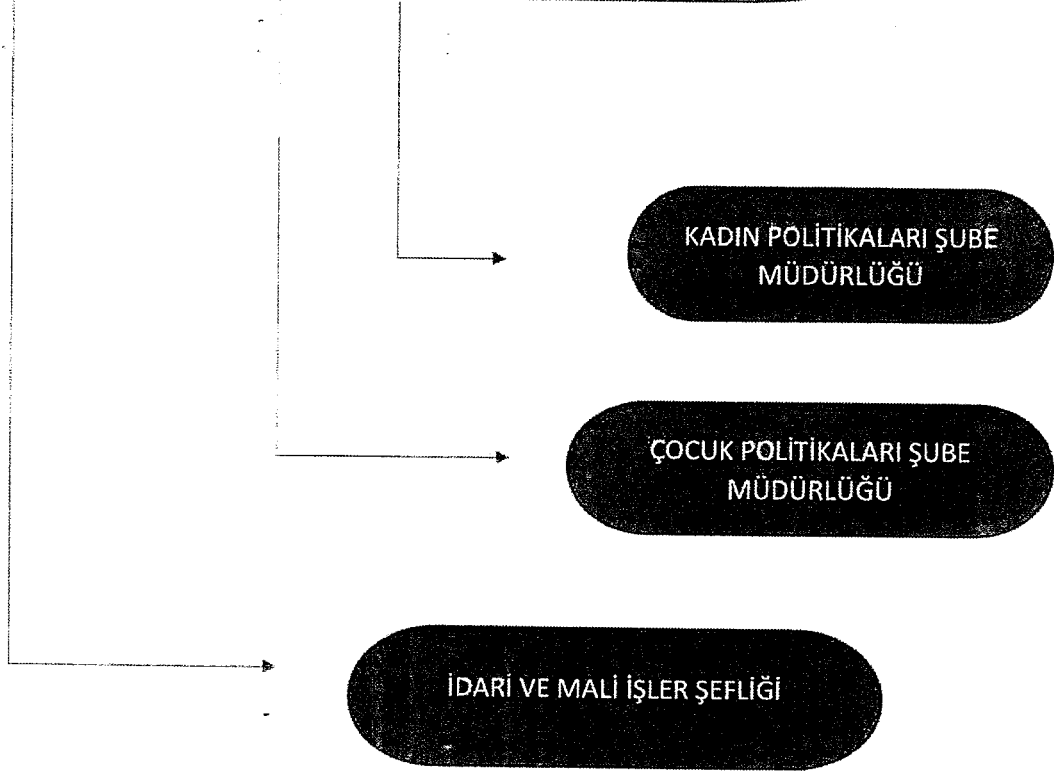 KADIN POLİTİKALARI ŞUBE
MÜDÜRLÜĞÜ
ÇOCUK POLİTİKALARI ŞUBE
MÜDÜRLÜĞÜ
İDARİ VE MALİ İŞLER ŞEFLİĞİ